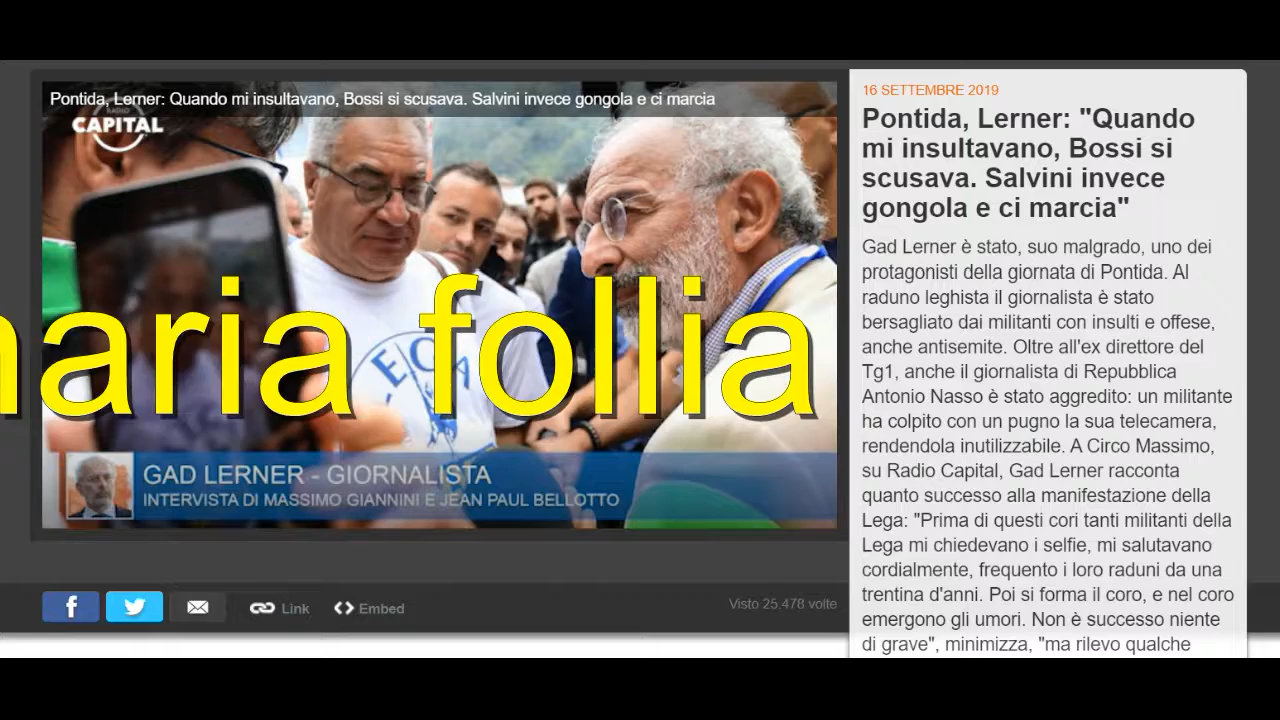 Pontida, Lerner: Quando mi insultavano, Bossi si scusava. Salvini invece gongola e ci marcia
RADIO
CAPITAL
LEGA
naria follia
GAD LERNER - GIORNALISTA
INTERVISTA DI MASSIMO GIANNINI E JEAN PAUL BELLOTTO
Link
Embed
Visto 25.478 volte
16 SETTEMBRE 2019
Pontida, Lerner: "Quando
mi insultavano, Bossi si
scusava. Salvini invece
gongola e ci marcia"
Gad Lerner è stato, suo malgrado, uno dei
protagonisti della giornata di Pontida. Al
raduno leghista il giornalista è stato
bersagliato dai militanti con insulti e offese,
anche antisemite. Oltre all'ex direttore del
Tg1, anche il giornalista di Repubblica
Antonio Nasso è stato aggredito: un militante
ha colpito con un pugno la sua telecamera,
rendendola inutilizzabile. A Circo Massimo,
su Radio Capital, Gad Lerner racconta
quanto successo alla manifestazione della
Lega: "Prima di questi cori tanti militanti della
Lega mi chiedevano i selfie, mi salutavano
cordialmente, frequento i loro raduni da una
trentina d'anni. Poi si forma il coro, e nel coro
emergono gli umori. Non è successo niente
di grave", minimizza, "ma rilevo qualche